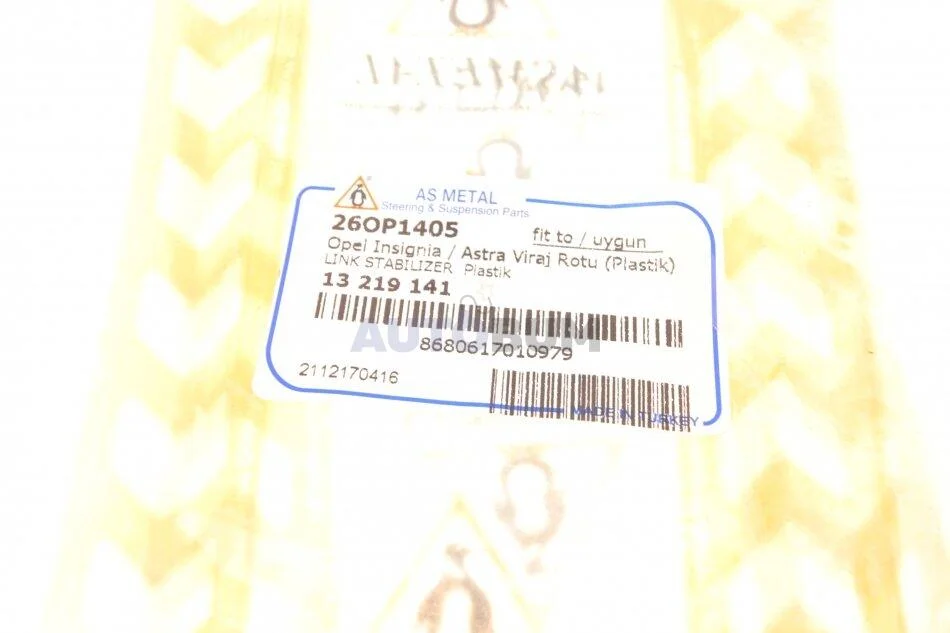 AS METAL
Steering & Suspension Parts
26OP1405 fit to / uygun
Opel Insignia / Astra Viraj Rotu (Plastik)
LINK STABILIZER Plastik
13 219 141
AUTOBUM
8680617010979
2112170416
MADE IN TURKEY